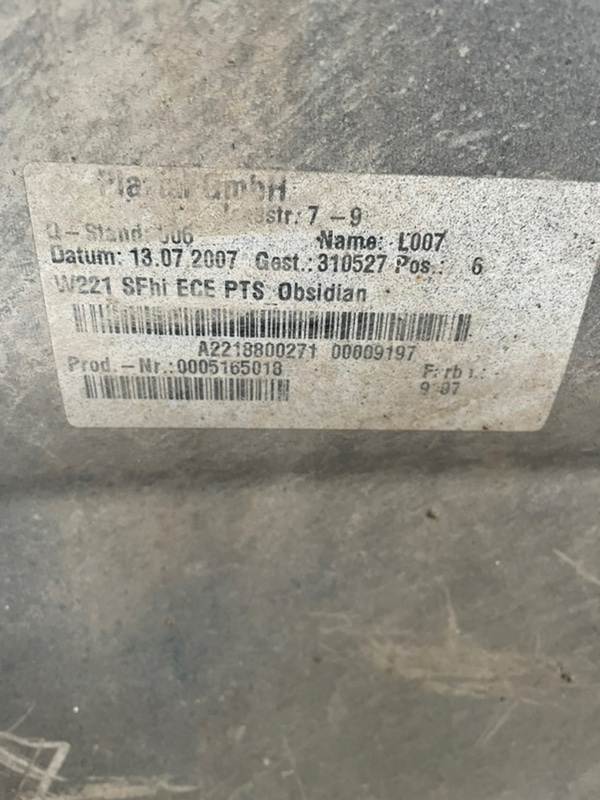 GmbH
7-9
Q-Stand: 006 Name: L007
Datum: 13.07.2007 Gest.: 310527 Pos.: 6
W221 SFhi ECE PTS Obsidian
A2218800271 00009197
Prod.-Nr.:0005165018